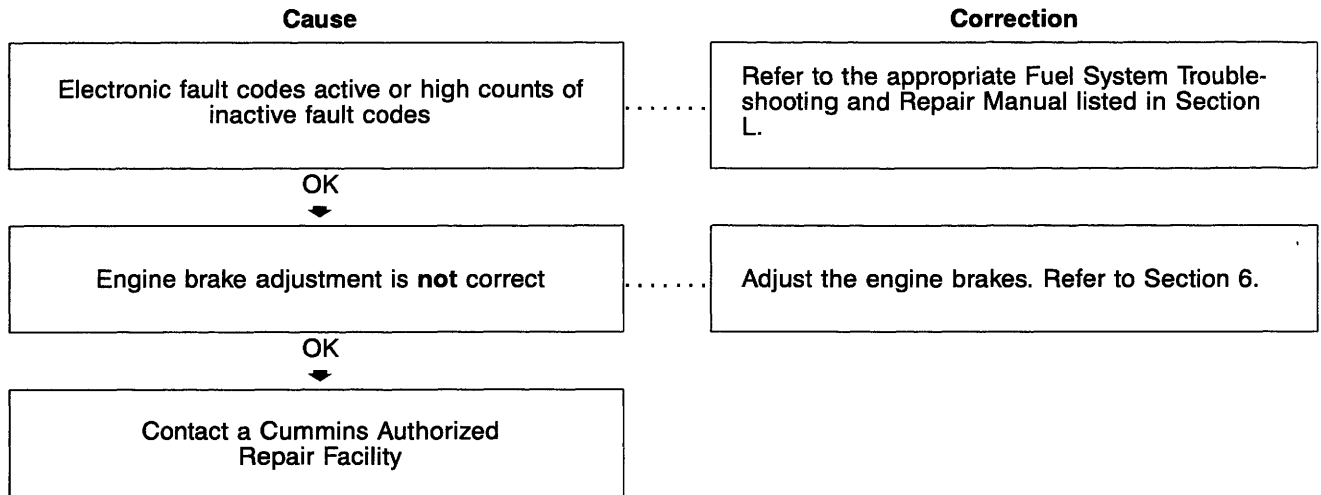 Cause
Correction
Electronic fault codes active or high counts of
inactive fault codes
.......
Refer to the appropriate Fuel System Trouble-
shooting and Repair Manual listed in Section
L.
OK
Engine brake adjustment is not correct
.......
Adjust the engine brakes. Refer to Section 6.
OK
Contact a Cummins Authorized
Repair Facility